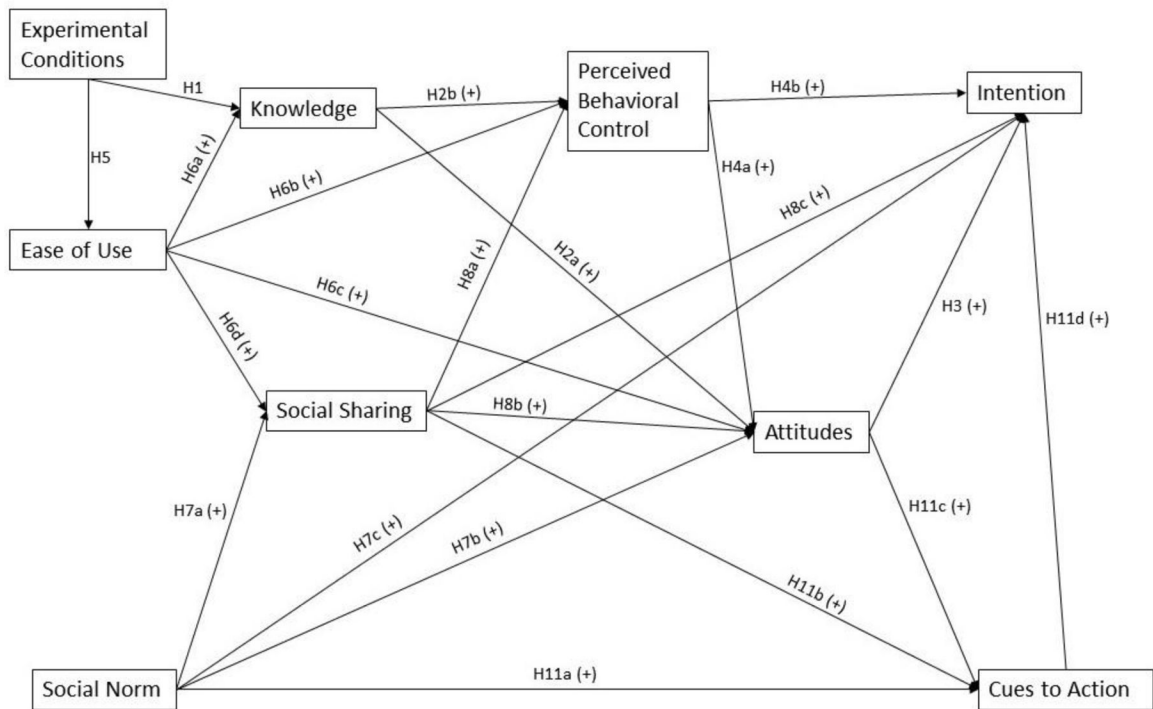 Experimental
Conditions
H1
Knowledge
H2b (+)
Perceived
Behavioral
Control
H4b (+)
Intention
H5
H6a (+)
H6b (+)
H4a (+)
H8c (+)
Ease of Use
H8a (+)
H2a (+)
H6c (+)
H6d (+)
H3 (+)
H11d (+)
Social Sharing
H8b (+)
Attitudes
H7a (+)
H7c (+)
H7b (+)
H11c (+)
H11b (+)
Social Norm
H11a (+)
Cues to Action